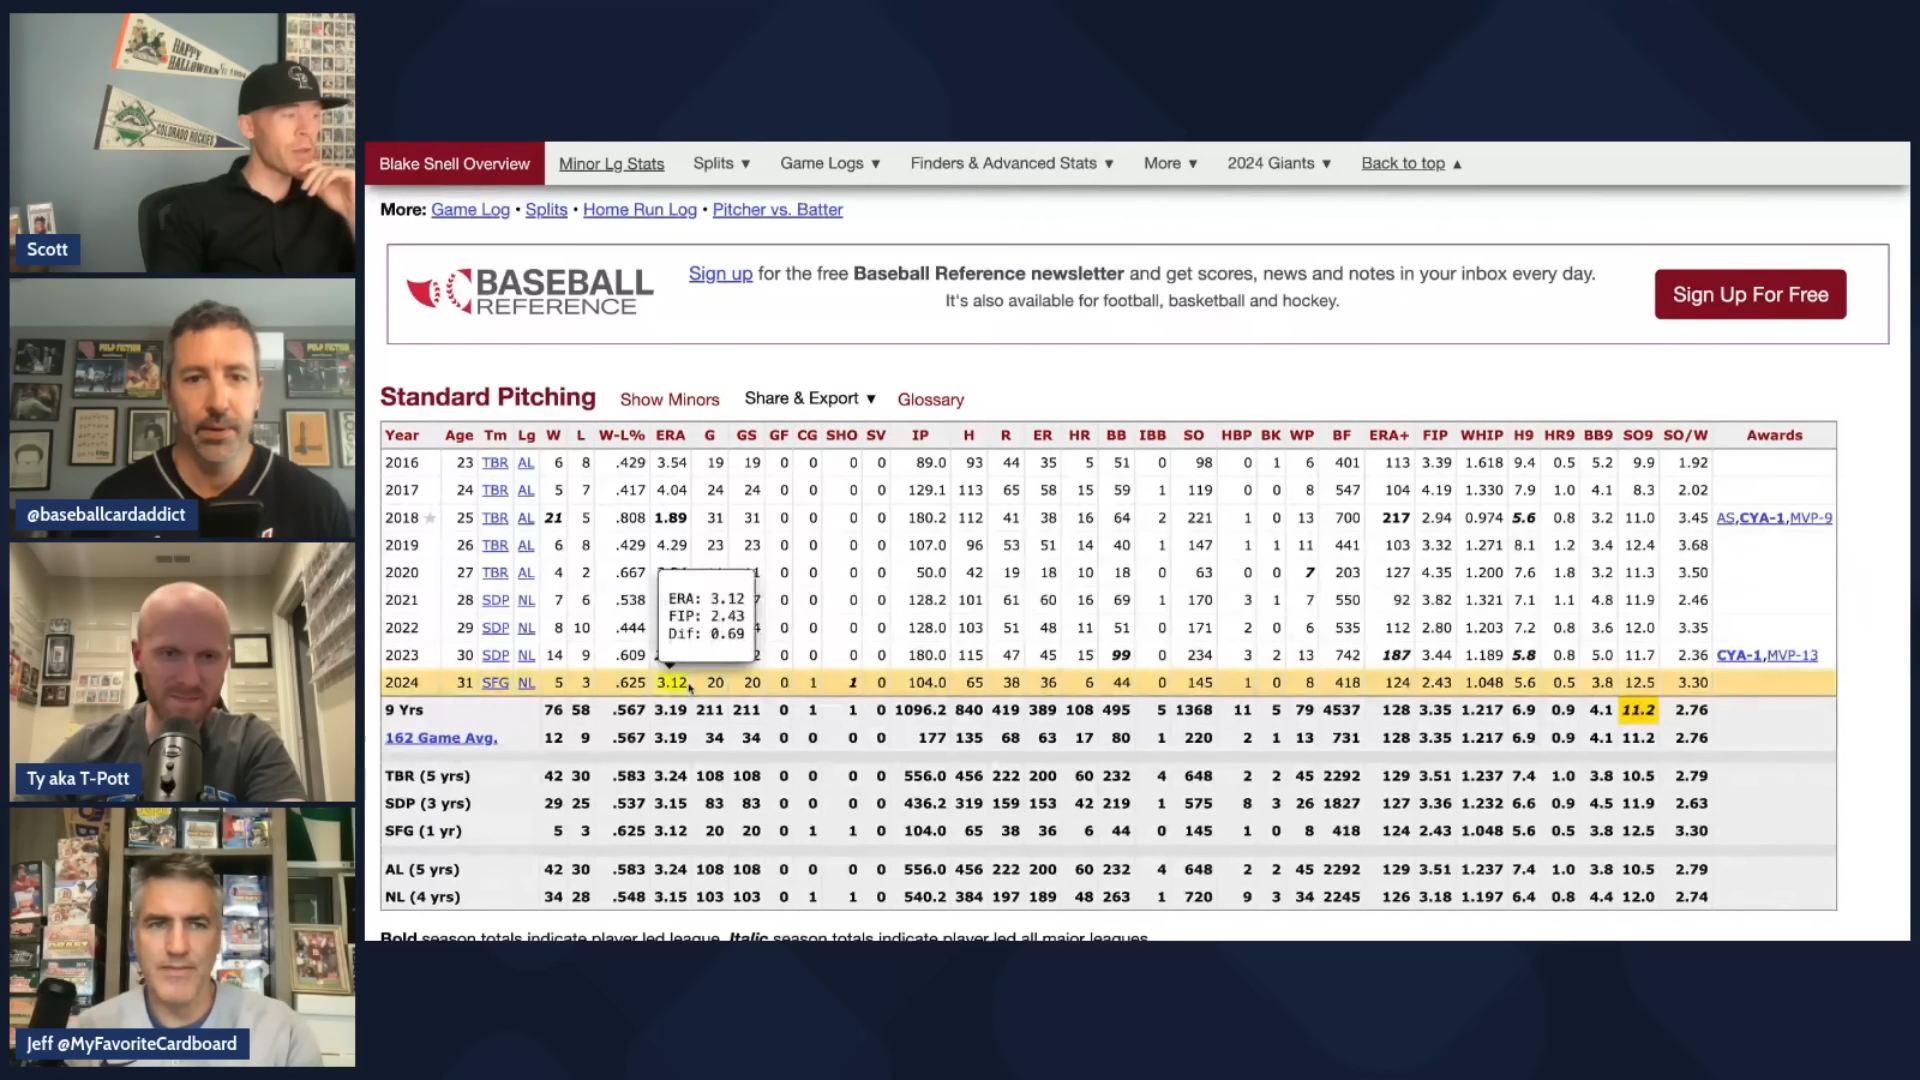 HAPPY
HALLOWEEN
COLORADO ROCKIES
CR
Scott
PULP FICTION
PULP FICTION
@baseballcardaddict
Ty aka T-Pott
Jeff @MyFavoriteCardboard
Blake Snell Overview Minor Lg Stats Splits ▼ Game Logs ▼ Finders & Advanced Stats ▼ More ▼ 2024 Giants ▼ Back to top ▲
More: Game Log • Splits • Home Run Log • Pitcher vs. Batter
BASEBALL
REFERENCE
Sign up for the free Baseball Reference newsletter and get scores, news and notes in your inbox every day.
It's also available for football, basketball and hockey.
Sign Up For Free
Standard Pitching Show Minors Share & Export ▼ Glossary
Year Age Tm Lg W L W-L% ERA G GS GF CG SHO SV IP H R ER HR BB IBB SO HBP BK WP BF ERA+ FIP WHIP H9 HR9 BB9 SO9 SO/W Awards
2016 23 TBR AL 6 8 .429 3.54 19 19 0 0 0 0 89.0 93 44 35 5 51 0 98 0 1 6 401 113 3.39 1.618 9.4 0.5 5.2 9.9 1.92
2017 24 TBR AL 5 7 .417 4.04 24 24 0 0 0 0 129.1 113 65 58 15 59 1 119 0 0 8 547 104 4.19 1.330 7.9 1.0 4.1 8.3 2.02
2018 ★ 25 TBR AL 21 5 .808 1.89 31 31 0 0 0 0 180.2 112 41 38 16 64 2 221 1 0 13 700 217 2.94 0.974 5.6 0.8 3.2 11.0 3.45 AS,CYA-1,MVP-9
2019 26 TBR AL 6 8 .429 4.29 23 23 0 0 0 0 107.0 96 53 51 14 40 1 147 1 1 11 441 103 3.32 1.271 8.1 1.2 3.4 12.4 3.68
2020 27 TBR AL 4 2 .667 0 0 0 0 50.0 42 19 18 10 18 0 63 0 0 7 203 127 4.35 1.200 7.6 1.8 3.2 11.3 3.50
2021 28 SDP NL 7 6 .538 0 0 0 0 128.2 101 61 60 16 69 1 170 3 1 7 550 92 3.82 1.321 7.1 1.1 4.8 11.9 2.46
2022 29 SDP NL 8 10 .444 0 0 0 0 128.0 103 51 48 11 51 0 171 2 0 6 535 112 2.80 1.203 7.2 0.8 3.6 12.0 3.35
2023 30 SDP NL 14 9 .609 0 0 0 0 180.0 115 47 45 15 99 0 234 3 2 13 742 187 3.44 1.189 5.8 0.8 5.0 11.7 2.36 CYA-1,MVP-13
ERA: 3.12
FIP: 2.43
Dif: 0.69
2024 31 SFG NL 5 3 .625 3.12 20 20 0 1 1 0 104.0 65 38 36 6 44 0 145 1 0 8 418 124 2.43 1.048 5.6 0.5 3.8 12.5 3.30
9 Yrs 76 58 .567 3.19 211 211 0 1 1 0 1096.2 840 419 389 108 495 5 1368 11 5 79 4537 128 3.35 1.217 6.9 0.9 4.1 11.2 2.76
162 Game Avg. 12 9 .567 3.19 34 34 0 0 0 0 177 135 68 63 17 80 1 220 2 1 13 731 128 3.35 1.217 6.9 0.9 4.1 11.2 2.76
TBR (5 yrs) 42 30 .583 3.24 108 108 0 0 0 0 556.0 456 222 200 60 232 4 648 2 2 45 2292 129 3.51 1.237 7.4 1.0 3.8 10.5 2.79
SDP (3 yrs) 29 25 .537 3.15 83 83 0 0 0 0 436.2 319 159 153 42 219 1 575 8 3 26 1827 127 3.36 1.232 6.6 0.9 4.5 11.9 2.63
SFG (1 yr) 5 3 .625 3.12 20 20 0 1 1 0 104.0 65 38 36 6 44 0 145 1 0 8 418 124 2.43 1.048 5.6 0.5 3.8 12.5 3.30
AL (5 yrs) 42 30 .583 3.24 108 108 0 0 0 0 556.0 456 222 200 60 232 4 648 2 2 45 2292 129 3.51 1.237 7.4 1.0 3.8 10.5 2.79
NL (4 yrs) 34 28 .548 3.15 103 103 0 1 1 0 540.2 384 197 189 48 263 1 720 9 3 34 2245 126 3.18 1.197 6.4 0.8 4.4 12.0 2.74
Bold season totals indicate player led league, Italic season totals indicate player led all major leagues